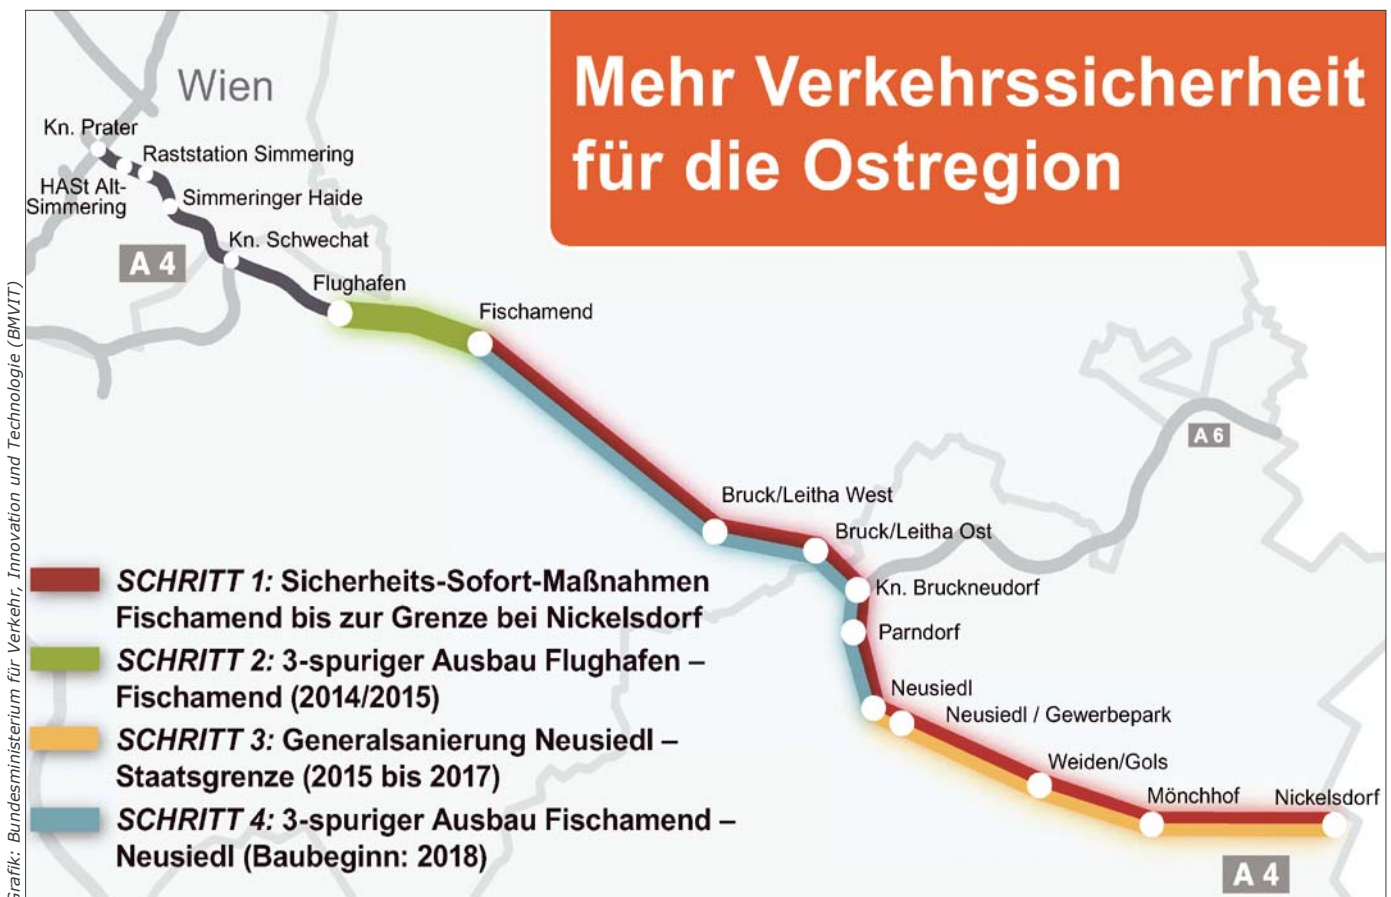 Mehr Verkehrssicherheit
für die Ostregion
Wien
Kn. Prater
Raststation Simmering
HASt Alt-
Simmering
Simmeringer Haide
Kn. Schwechat
A 4
Flughafen
Fischamend
A 6
Bruck/Leitha West
Bruck/Leitha Ost
Kn. Bruckneudorf
Parndorf
Neusiedl
Neusiedl / Gewerbepark
Weiden/Gols
Mönchhof
Nickelsdorf
A 4
SCHRITT 1: Sicherheits-Sofort-Maßnahmen
Fischamend bis zur Grenze bei Nickelsdorf
SCHRITT 2: 3-spuriger Ausbau Flughafen –
Fischamend (2014/2015)
SCHRITT 3: Generalsanierung Neusiedl –
Staatsgrenze (2015 bis 2017)
SCHRITT 4: 3-spuriger Ausbau Fischamend –
Neusiedl (Baubeginn: 2018)
Grafik: Bundesministerium für Verkehr, Innovation und Technologie (BMVIT)